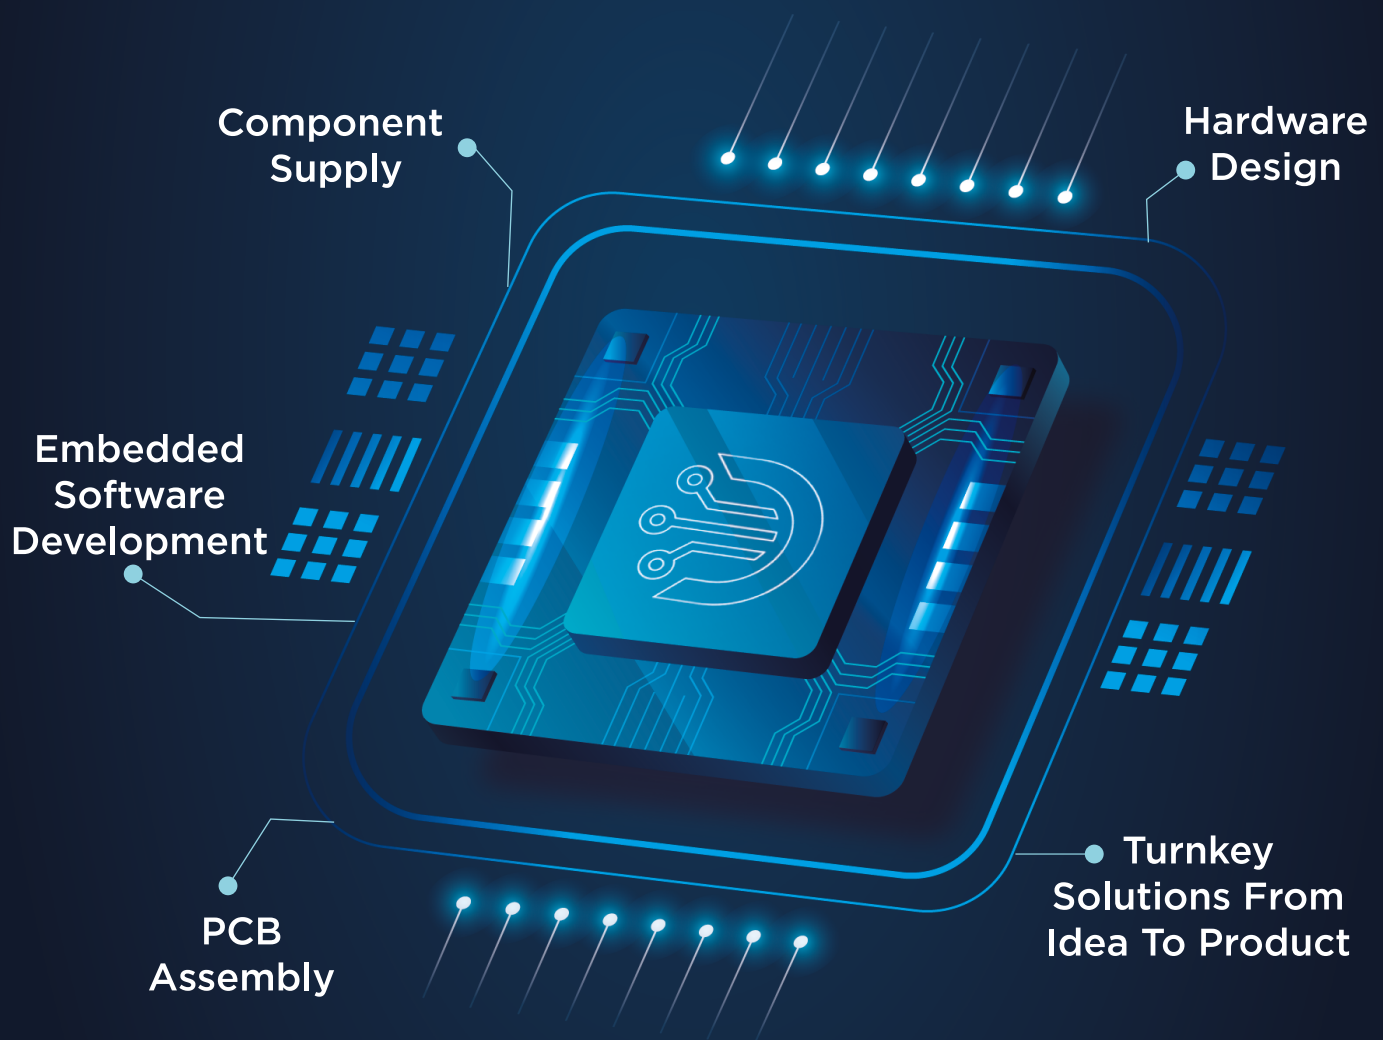 Component
Supply
Hardware
Design
Embedded
Software
Development
PCB
Assembly
Turnkey
Solutions From
Idea To Product